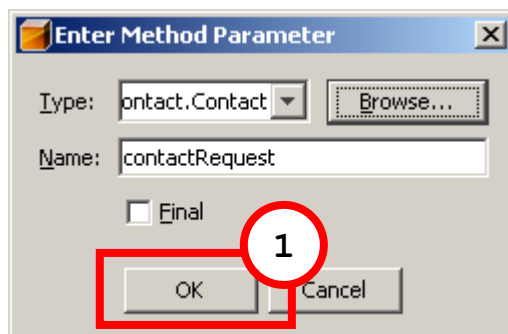 Enter Method Parameter
Type: ontact.Contact Browse...
Name: contactRequest
Final
1
OK Cancel